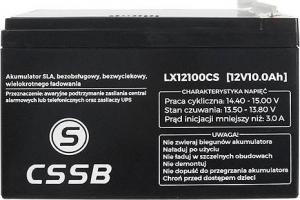 Akumulator SLA, bezobsługowy, bezwyciekowy,
wielokrotnego ładowania
Przeznaczenie: awaryjne podtrzymanie zasilania central
alarmowych lub telefonicznych oraz zasilaczy UPS
S
CSSB
LX12100CS [12V10.0Ah]
CHARAKTERYSTYKA NAPIĘĆ
Praca cykliczna: 14.40 - 15.00 V
Stan czuwania: 13.50 - 13.80 V
Prąd inicjacji mniejszy niż: 3.0 A
UWAGA!
Nie zwieraj biegunów akumulatora
Naładuj po użyciu
Nie ładuj w szczelnych obudowach
Nie demontuj
Nie dopuść do przegrzania akumulatora
Chroń przed dostępem dzieci